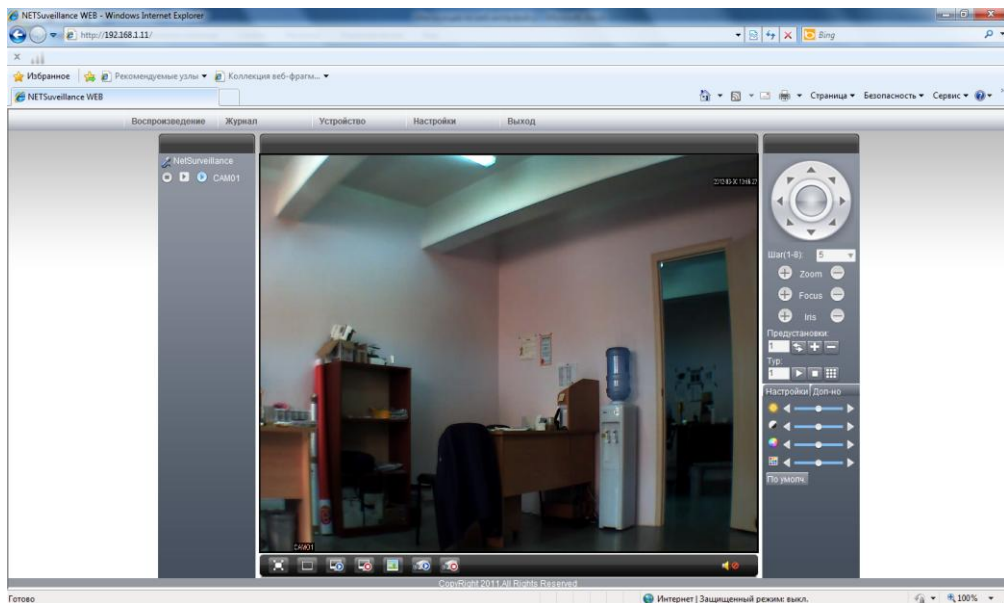 NETSuveillance WEB - Windows Internet Explorer
http://192.168.1.11/
Bing
Избранное
Рекомендуемые узлы
Коллекция веб-фрагм...
NETSuveillance WEB
Страница
Безопасность
Сервис
Воспроизведение Журнал Устройство Настройки Выход
NetSurveillance
CAM01
Шаг(1-8): 5
Zoom
Focus
Iris
Предустановки:
1
Тур:
1
Настройки Доп-но
По умолч.
CAM01
CopyRight 2011,All Rights Reserved
Готово
Интернет | Защищенный режим: выкл.
100%